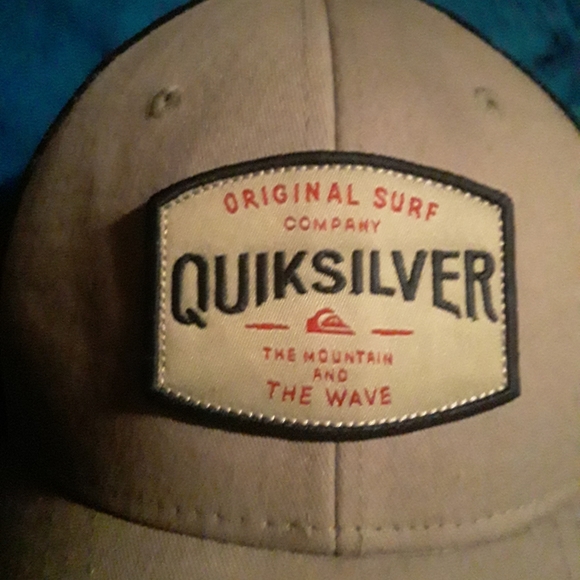 ORIGINAL SURF
COMPANY
QUIKSILVER
THE MOUNTAIN
AND
THE WAVE